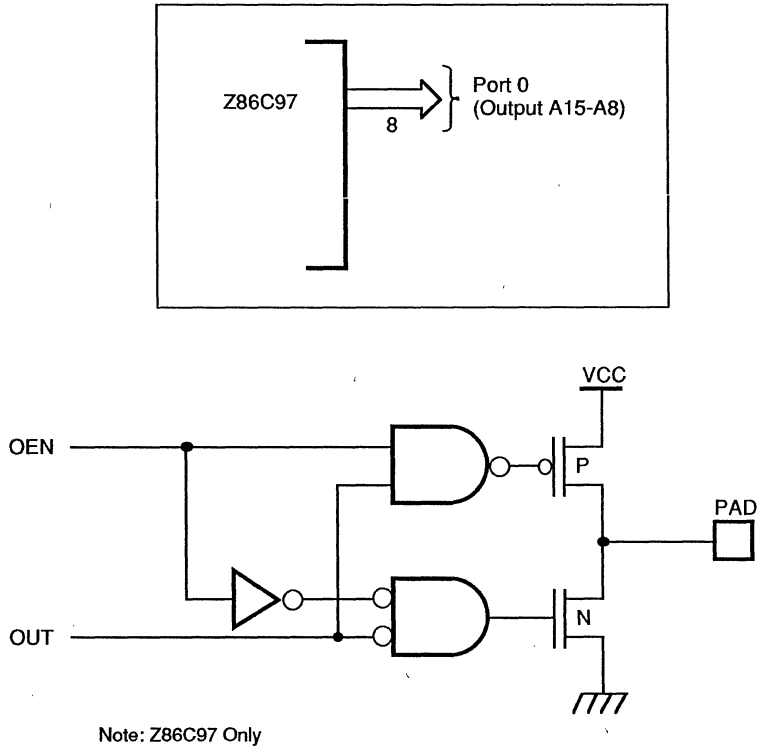 Z86C97
8
Port 0
(Output A15-A8)
VCC
OEN
P
PAD
N
OUT
Note: Z86C97 Only